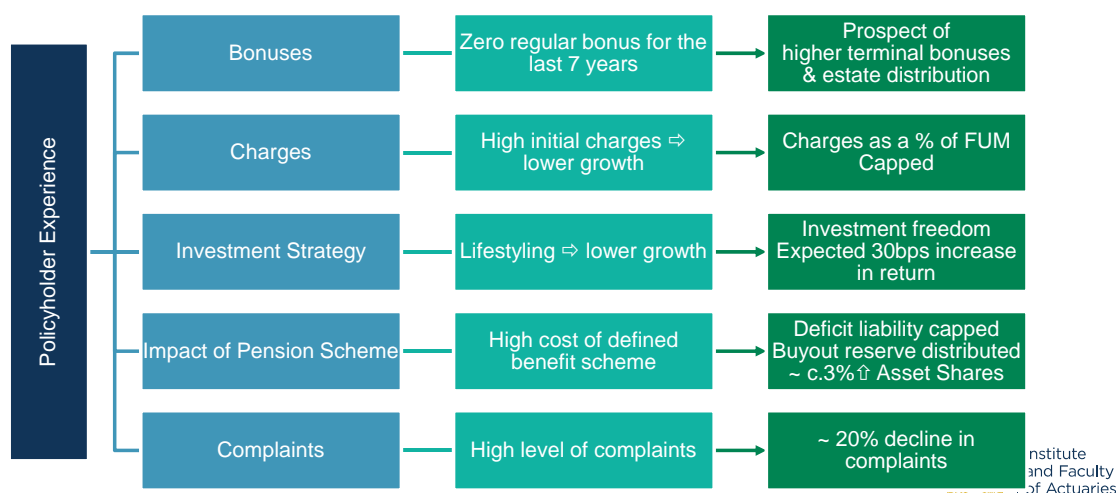 Policyholder Experience
Bonuses
Zero regular bonus for the
last 7 years
Prospect of
higher terminal bonuses
& estate distribution
Charges
High initial charges ⇨
lower growth
Charges as a % of FUM
Capped
Investment Strategy
Lifestyling ⇨ lower growth
Investment freedom
Expected 30bps increase
in return
Impact of Pension Scheme
High cost of defined
benefit scheme
Deficit liability capped
Buyout reserve distributed
~ c.3%⇧ Asset Shares
Complaints
High level of complaints
~ 20% decline in
complaints
nstitute
and Faculty
of Actuaries